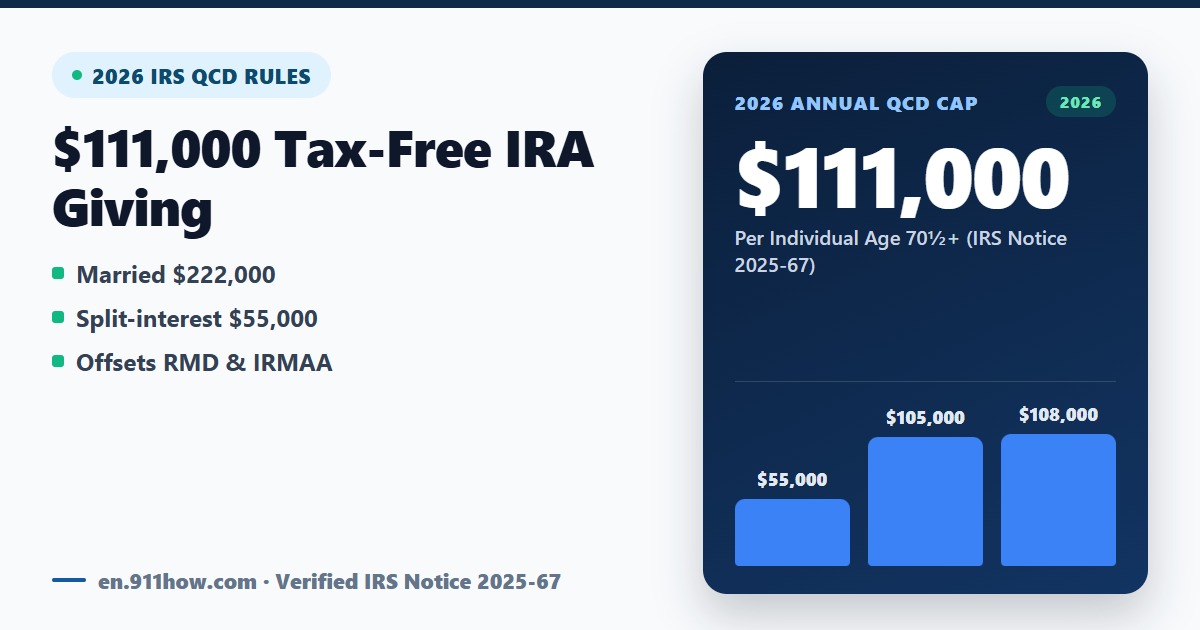 2026 IRS QCD RULES
$111,000 Tax-Free IRA
Giving
Married $222,000
Split-interest $55,000
Offsets RMD & IRMAA
en.911how.com · Verified IRS Notice 2025-67
2026 ANNUAL QCD CAP
2026
$111,000
Per Individual Age 70½+ (IRS Notice
2025-67)
$55,000
$105,000
$108,000